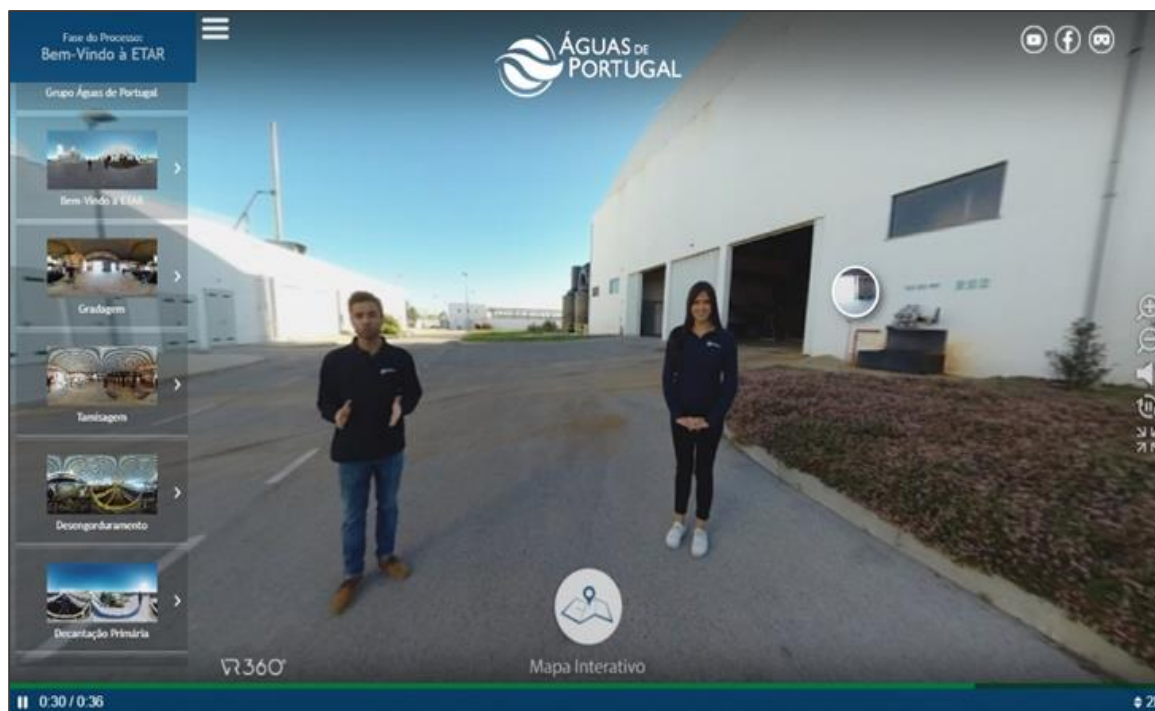 Fase do Processo:
Bem-Vindo à ETAR
Grupo Águas de Portugal
Bem-Vindo à ETAR
Gradagem
Tamisagem
Desengorduramento
Decantação Primária
ÁGUAS DE
PORTUGAL
VR360°
Mapa Interativo
0:30 / 0:36